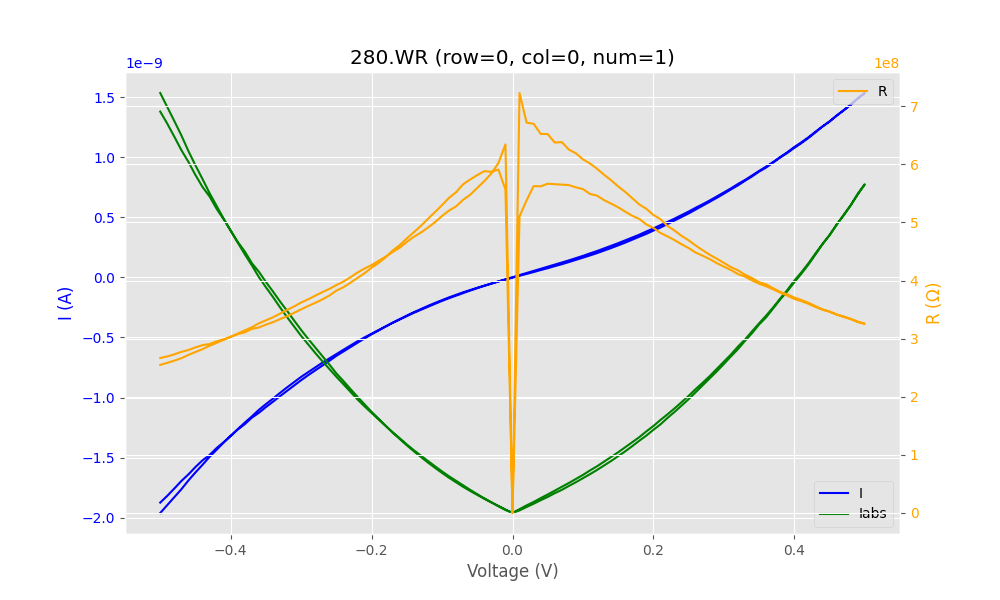 280.WR (row=0, col=0, num=1)
1e−9
1e8
R
1.5
1.0
0.5
0.0
−0.5
−1.0
−1.5
−2.0
I (A)
7
6
5
4
3
2
1
0
R (Ω)
I
Iabs
−0.4
−0.2
0.0
0.2
0.4
Voltage (V)